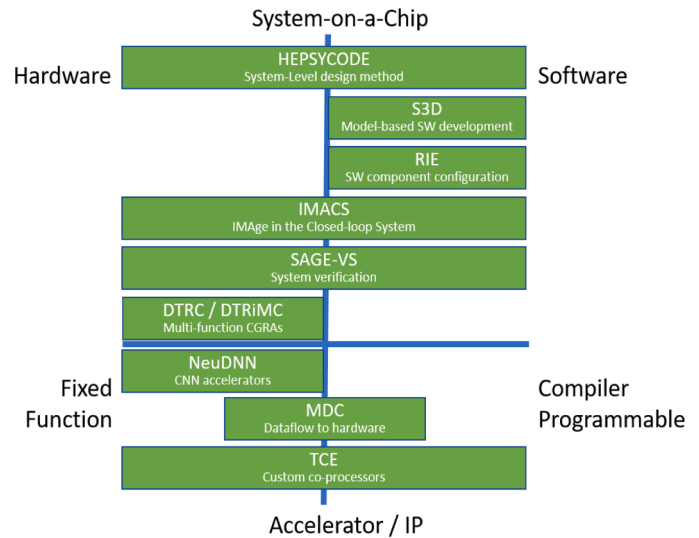 System-on-a-Chip
Hardware
Software
HEPSYCODE
System-Level design method
S3D
Model-based SW development
RIE
SW component configuration
IMACS
IMAge in the Closed-loop System
SAGE-VS
System verification
DTRC / DTRiMC
Multi-function CGRAs
NeuDNN
CNN accelerators
Fixed
Function
Compiler
Programmable
MDC
Dataflow to hardware
TCE
Custom co-processors
Accelerator / IP